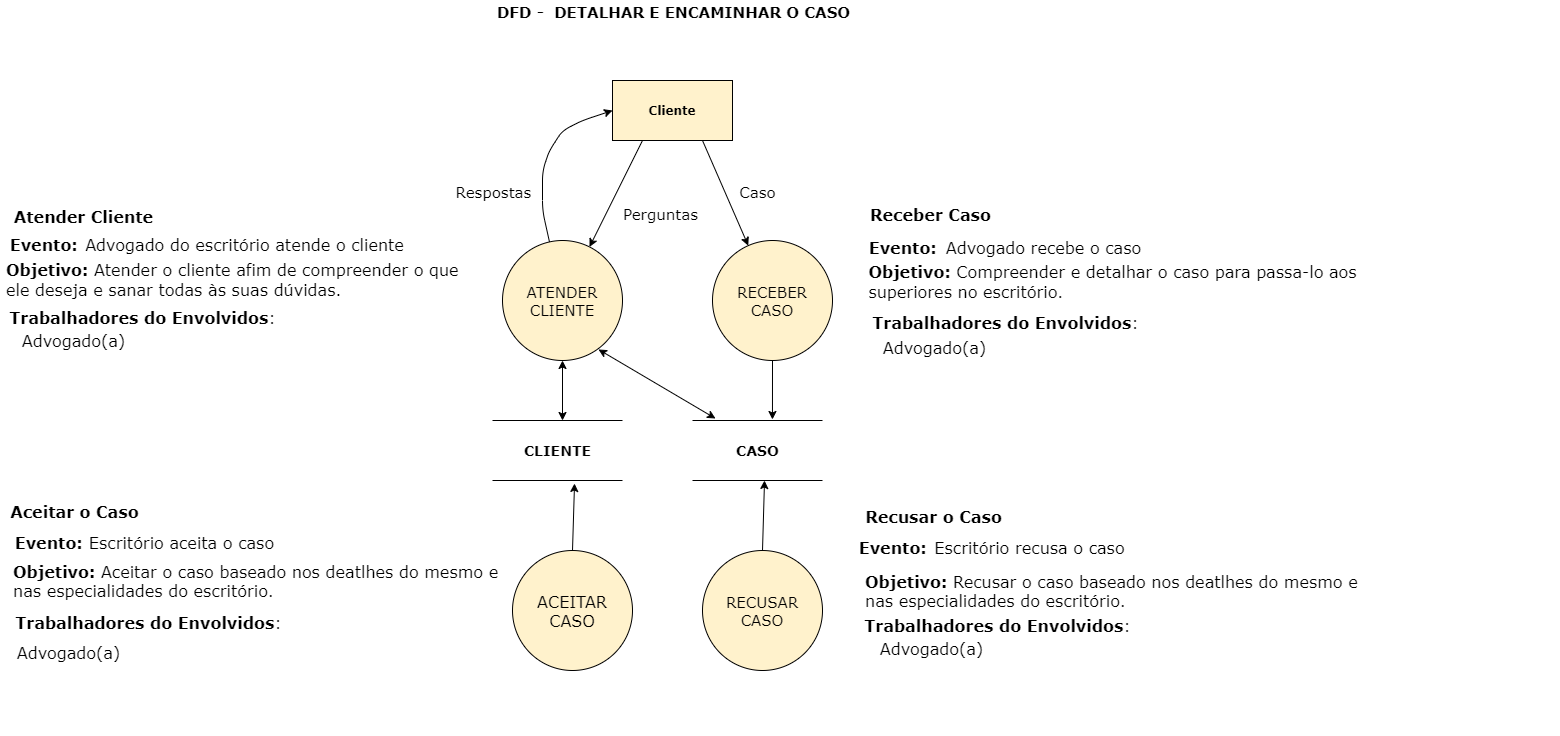 DFD -  DETALHAR E ENCAMINHAR O CASO
Cliente
Respostas
Perguntas
Caso
Atender Cliente
Evento: Advogado do escritório atende o cliente
Objetivo: Atender o cliente afim de compreender o que
ele deseja e sanar todas às suas dúvidas.
Trabalhadores do Envolvidos:
Advogado(a)
ATENDER
CLIENTE
RECEBER
CASO
Receber Caso
Evento: Advogado recebe o caso
Objetivo: Compreender e detalhar o caso para passa-lo aos
superiores no escritório.
Trabalhadores do Envolvidos:
Advogado(a)
CLIENTE
CASO
Aceitar o Caso
Evento: Escritório aceita o caso
Objetivo: Aceitar o caso baseado nos deatlhes do mesmo e
nas especialidades do escritório.
Trabalhadores do Envolvidos:
Advogado(a)
ACEITAR
CASO
RECUSAR
CASO
Recusar o Caso
Evento: Escritório recusa o caso
Objetivo: Recusar o caso baseado nos deatlhes do mesmo e
nas especialidades do escritório.
Trabalhadores do Envolvidos:
Advogado(a)